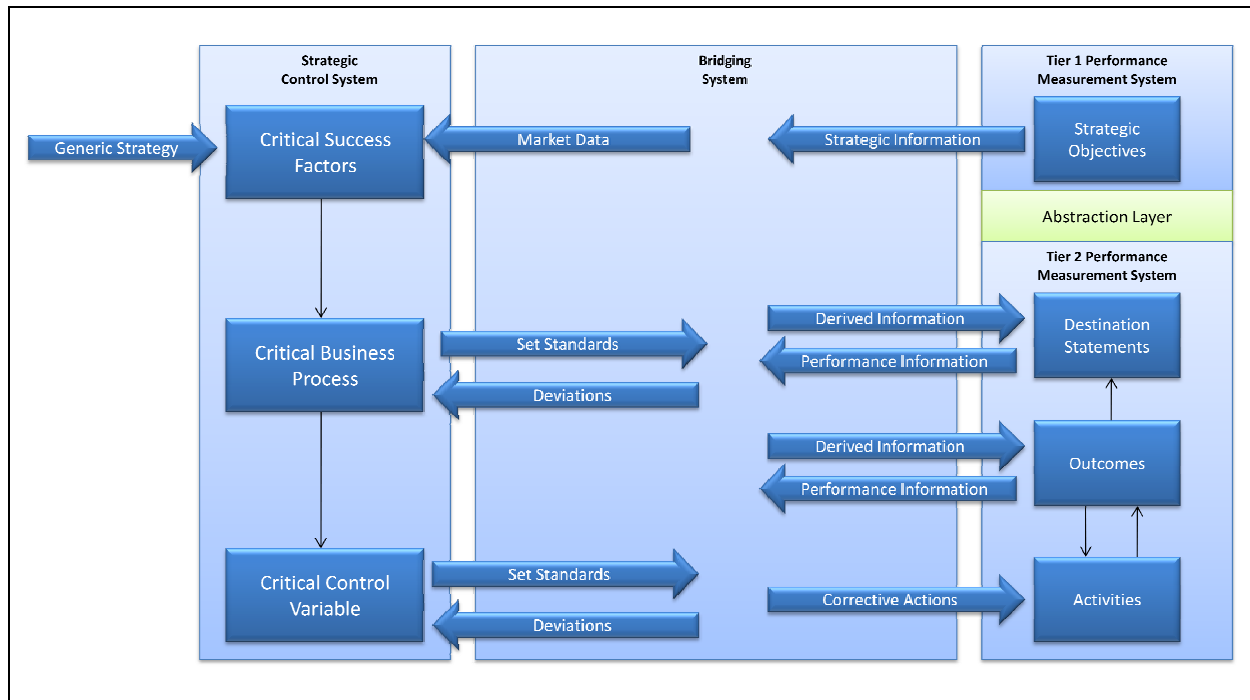 Strategic
Control System
Bridging
System
Tier 1 Performance
Measurement System
Generic Strategy
Critical Success
Factors
Market Data
Strategic Information
Strategic
Objectives
Abstraction Layer
Tier 2 Performance
Measurement System
Critical Business
Process
Set Standards
Deviations
Derived Information
Performance Information
Destination
Statements
Derived Information
Performance Information
Outcomes
Critical Control
Variable
Set Standards
Deviations
Corrective Actions
Activities